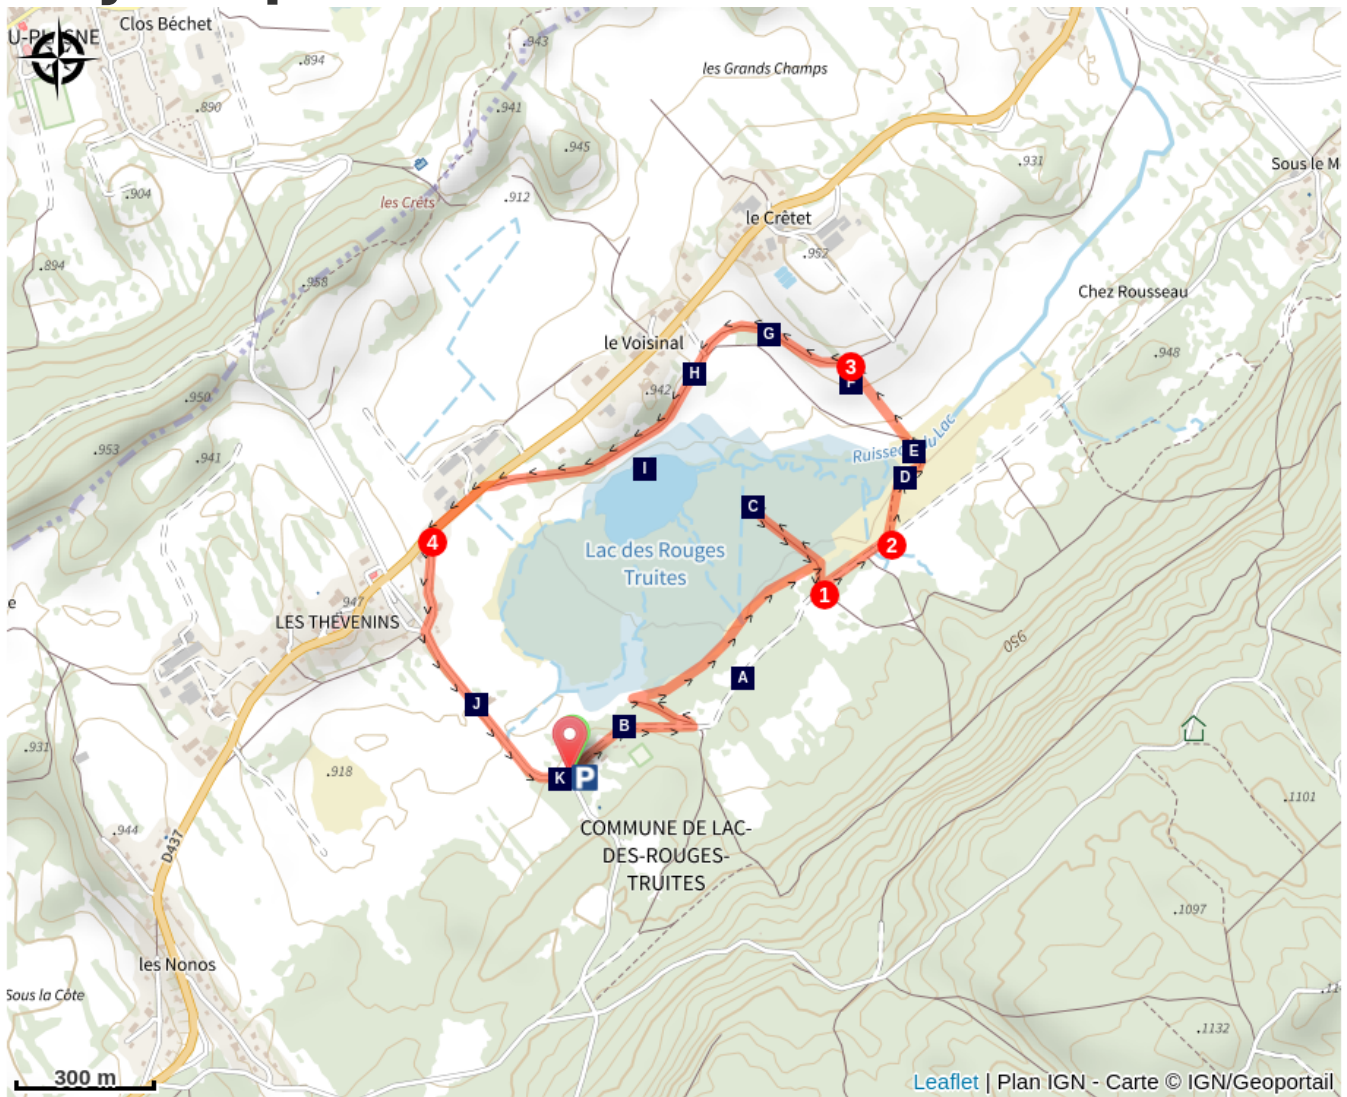 Clos Béchet
.943
.894
les Grands Champs
.941
.890
.945
.931
Sous le M
.904
.912
les Crêts
le Crêtet
.952
.894
.958
Chez Rousseau
G
le Voisinal
.948
3
F
H
.942
.950
Ruisseau du Lac
.953
.941
E
I
D
C
4
2
Lac des Rouges
Truites
1
.947
LES THÉVENINS
950
A
J
B
.931
.918
K
P
.1101
COMMUNE DE LAC-
DES-ROUGES-
TRUITES
.944
D437
.1097
les Nonos
Sous la Côte
.1132
300 m
Leaflet | Plan IGN - Carte © IGN/Geoportail